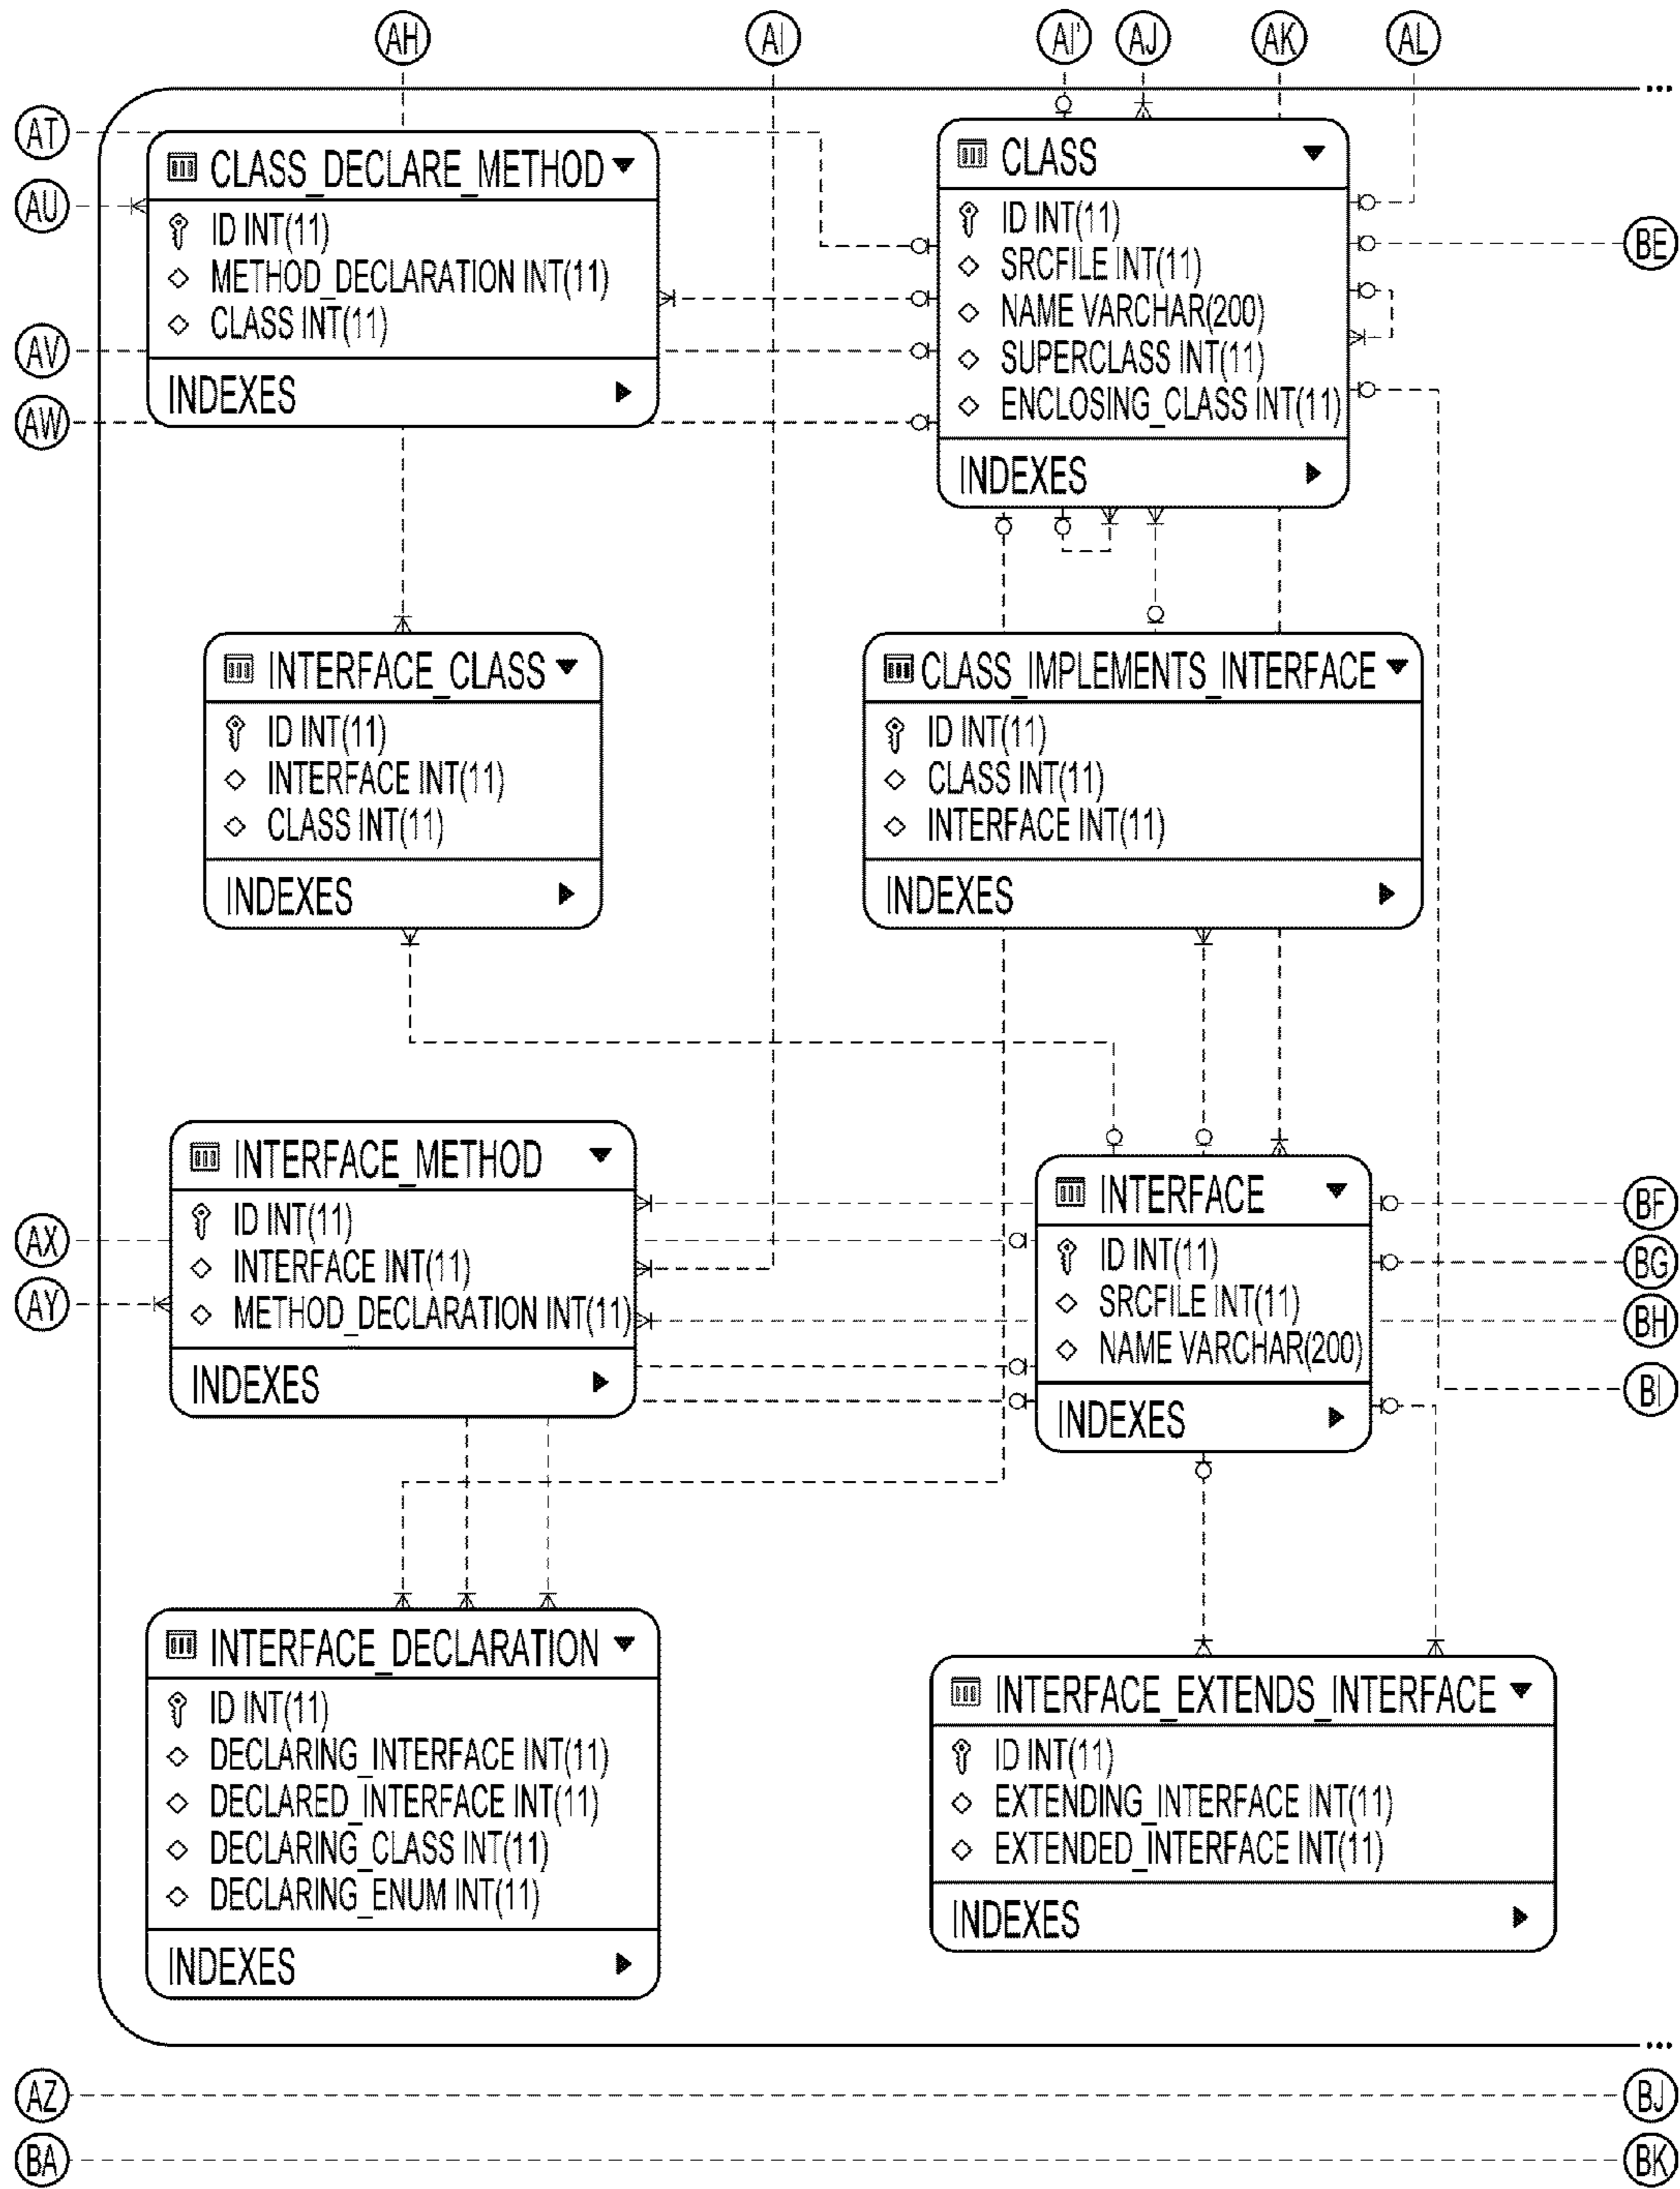 AH
AI
AI'
AJ
AK
AL
AT
AU
AV
AW
CLASS_DECLARE_METHOD
ID INT(11)
METHOD_DECLARATION INT(11)
CLASS INT(11)
INDEXES
CLASS
ID INT(11)
SRCFILE INT(11)
NAME VARCHAR(200)
SUPERCLASS INT(11)
ENCLOSING_CLASS INT(11)
INDEXES
BE
INTERFACE_CLASS
ID INT(11)
INTERFACE INT(11)
CLASS INT(11)
INDEXES
CLASS_IMPLEMENTS_INTERFACE
ID INT(11)
CLASS INT(11)
INTERFACE INT(11)
INDEXES
AX
AY
INTERFACE_METHOD
ID INT(11)
INTERFACE INT(11)
METHOD_DECLARATION INT(11)
INDEXES
INTERFACE
ID INT(11)
SRCFILE INT(11)
NAME VARCHAR(200)
INDEXES
BF
BG
BH
BI
INTERFACE_DECLARATION
ID INT(11)
DECLARING_INTERFACE INT(11)
DECLARED_INTERFACE INT(11)
DECLARING_CLASS INT(11)
DECLARING_ENUM INT(11)
INDEXES
INTERFACE_EXTENDS_INTERFACE
ID INT(11)
EXTENDING_INTERFACE INT(11)
EXTENDED_INTERFACE INT(11)
INDEXES
...
...
AZ
BJ
BA
BK